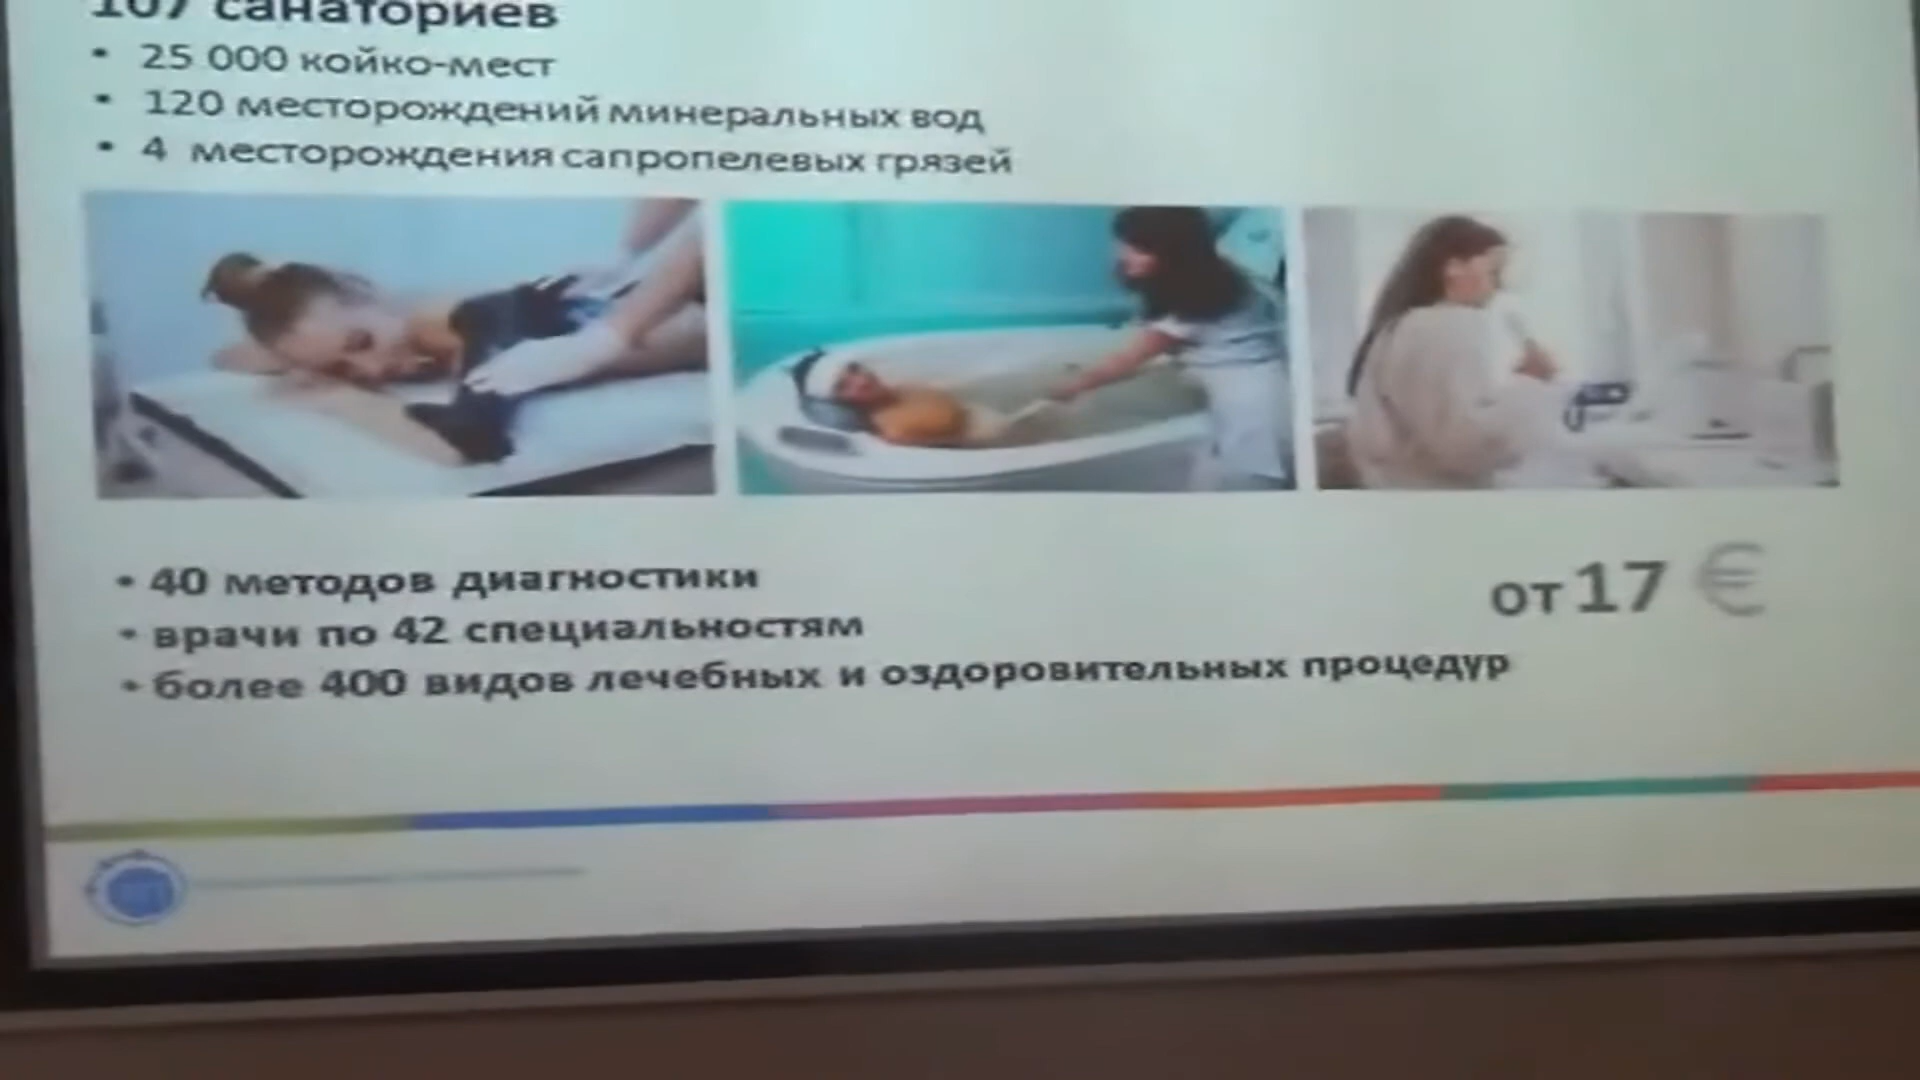 107 санаториев
• 25 000 койко-мест
• 120 месторождений минеральных вод
• 4 месторождения сапропелевых грязей
• 40 методов диагностики
• врачи по 42 специальностям
• более 400 видов лечебных и оздоровительных процедур
от 17 €